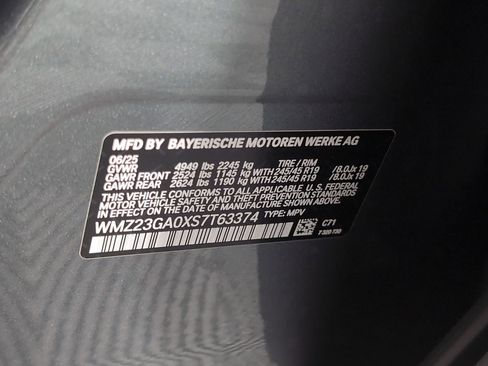 MFD BY BAYERISCHE MOTOREN WERKE AG
06/25
GVWR 4949 lbs 2245 kg TIRE / RIM
GAWR FRONT 2524 lbs 1145 kg WITH 245/45 R19 / 8.0Jx 19
GAWR REAR 2624 lbs 1190 kg WITH 245/45 R19 / 8.0Jx 19
THIS VEHICLE CONFORMS TO ALL APPLICABLE U.S. FEDERAL
MOTOR VEHICLE SAFETY STANDARDS IN EFFECT ON THE
DATE OF MANUFACTURE SHOWN ABOVE.
WMZ23GA0XS7T63374 TYPE: MPV
C71